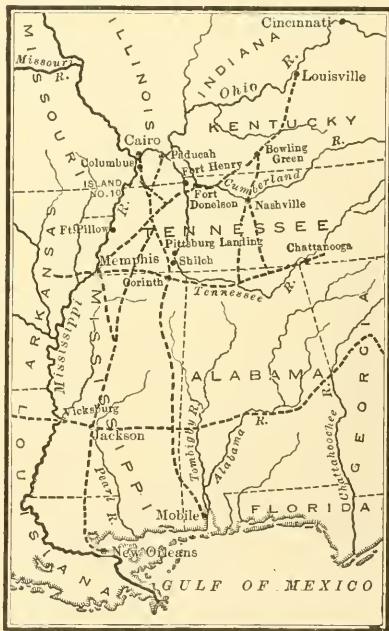 Cincinnati
MISSOURI
ILLINOIS
INDIANA
Missouri
R.
R.
Ohio
Louisville
KENTUCKY
Cairo
Columbus
Paducah
Fort Henry
Bowling
Green
R.
Cumberland
ISLAND
NO. 10
R.
Fort
Donelson
Nashville
Ft. Pillow
TENNESSEE
Pittsburg Landing
Shiloh
Chattanooga
ARKANSAS
Memphis
Corinth
Tennessee
R.
Mississippi
MISSISSIPPI
ALABAMA
GEORGIA
Vicksburg
Jackson
Tombigby R.
Alabama
R.
R.
Chattahoochee
Pearl R.
LOUISIANA
Mobile
FLORIDA
New Orleans
GULF OF MEXICO